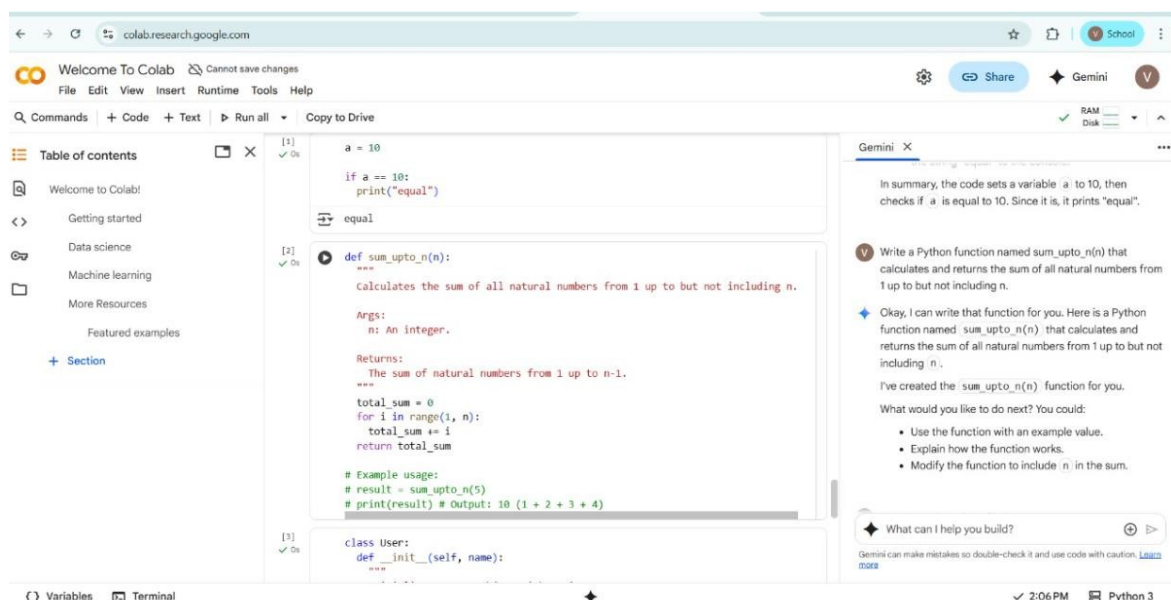 colab.research.google.com
School
Welcome To Colab Cannot save changes
File Edit View Insert Runtime Tools Help
Share
Gemini
V
Commands + Code + Text Run all Copy to Drive
RAM
Disk
Table of contents
Welcome to Colab!
Getting started
Data science
Machine learning
More Resources
Featured examples
+ Section
[1]
0s
a = 10
if a == 10:
print("equal")
equal
[2]
0s
def sum_upto_n(n):
"""
Calculates the sum of all natural numbers from 1 up to but not including n.
Args:
n: An integer.
Returns:
The sum of natural numbers from 1 up to n-1.
"""
total_sum = 0
for i in range(1, n):
total_sum += i
return total_sum
# Example usage:
# result = sum_upto_n(5)
# print(result) # Output: 10 (1 + 2 + 3 + 4)
[3]
0s
class User:
def __init__(self, name):
"""
Gemini
In summary, the code sets a variable a to 10, then
checks if a is equal to 10. Since it is, it prints "equal".
V
Write a Python function named sum_upto_n(n) that
calculates and returns the sum of all natural numbers from
1 up to but not including n.
Okay, I can write that function for you. Here is a Python
function named sum_upto_n(n) that calculates and
returns the sum of all natural numbers from 1 up to but not
including n.
I've created the sum_upto_n(n) function for you.
What would you like to do next? You could:
• Use the function with an example value.
• Explain how the function works.
• Modify the function to include n in the sum.
What can I help you build?
Gemini can make mistakes so double-check it and use code with caution. Learn
more
Variables Terminal
2:06 PM Python 3